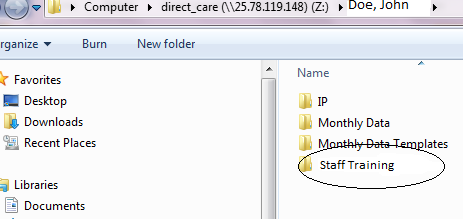 Computer direct_care (\\25.78.119.148) (Z:) Doe, John
rganize Burn New folder
Favorites
Desktop
Downloads
Recent Places
Libraries
Documents
Name
IP
Monthly Data
Monthly Data Templates
Staff Training